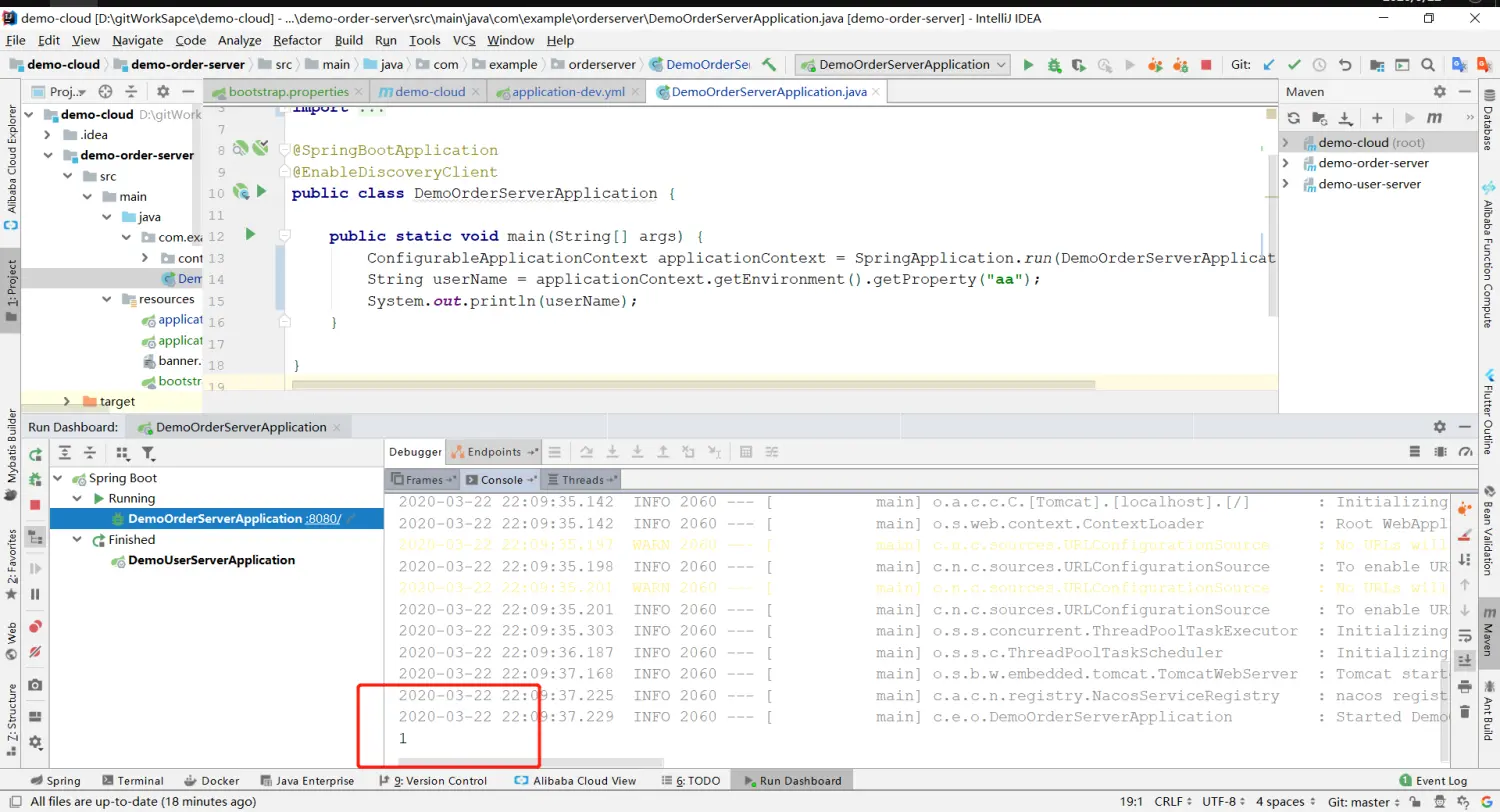 demo-cloud [D:\gitWorkSapce\demo-cloud] - ...\demo-order-server\src\main\java\com\example\orderserver\DemoOrderServerApplication.java [demo-order-server] - IntelliJ IDEA
File Edit View Navigate Code Analyze Refactor Build Run Tools VCS Window Help
demo-cloud demo-order-server src main java com example orderserver DemoOrderSe DemoOrderServerApplication Git:
Proj.. bootstrap.properties demo-cloud application-dev.yml DemoOrderServerApplication.java Maven
demo-cloud D:\gitWork
.idea
demo-order-server
src
main
java
com.exa
cont
Dem
resources
applicat
applicat
banner.
bootstr
target
import ...
7
8 @SpringBootApplication
9 @EnableDiscoveryClient
10 public class DemoOrderServerApplication {
11
12 public static void main(String[] args) {
13 ConfigurableApplicationContext applicationContext = SpringApplication.run(DemoOrderServerApplicat
14 String userName = applicationContext.getEnvironment().getProperty("aa");
15 System.out.println(userName);
16 }
17
18 }
19
demo-cloud (root)
demo-order-server
demo-user-server
Alibaba Cloud Explorer
1: Project
Mybatis Builder
2: Favorites
Web
Z: Structure
Database
Alibaba Function Compute
Flutter Outline
Bean Validation
Maven
Ant Build
Run Dashboard: DemoOrderServerApplication
Debugger Endpoints
Frames Console Threads
Spring Boot
Running
DemoOrderServerApplication :8080/
Finished
DemoUserServerApplication
2020-03-22 22:09:35.142 INFO 2060 --- [ main] o.a.c.c.C.[Tomcat].[localhost].[/] : Initializing
2020-03-22 22:09:35.142 INFO 2060 --- [ main] o.s.web.context.ContextLoader : Root WebAppl
2020-03-22 22:09:35.197 WARN 2060 --- [ main] c.n.c.sources.URLConfigurationSource : No URLs will
2020-03-22 22:09:35.198 INFO 2060 --- [ main] c.n.c.sources.URLConfigurationSource : To enable UR
2020-03-22 22:09:35.201 WARN 2060 --- [ main] c.n.c.sources.URLConfigurationSource : No URLs will
2020-03-22 22:09:35.201 INFO 2060 --- [ main] c.n.c.sources.URLConfigurationSource : To enable UR
2020-03-22 22:09:35.303 INFO 2060 --- [ main] o.s.s.concurrent.ThreadPoolTaskExecutor : Initializing
2020-03-22 22:09:36.187 INFO 2060 --- [ main] o.s.s.c.ThreadPoolTaskScheduler : Initializing
2020-03-22 22:09:37.168 INFO 2060 --- [ main] o.s.b.w.embedded.tomcat.TomcatWebServer : Tomcat start
2020-03-22 22:09:37.225 INFO 2060 --- [ main] c.a.c.n.registry.NacosServiceRegistry : nacos regist
2020-03-22 22:09:37.229 INFO 2060 --- [ main] c.e.o.DemoOrderServerApplication : Started Demo
1
Spring Terminal Docker Java Enterprise 9: Version Control Alibaba Cloud View 6: TODO Run Dashboard 1 Event Log
All files are up-to-date (18 minutes ago) 19:1 CRLF UTF-8 4 spaces Git: master